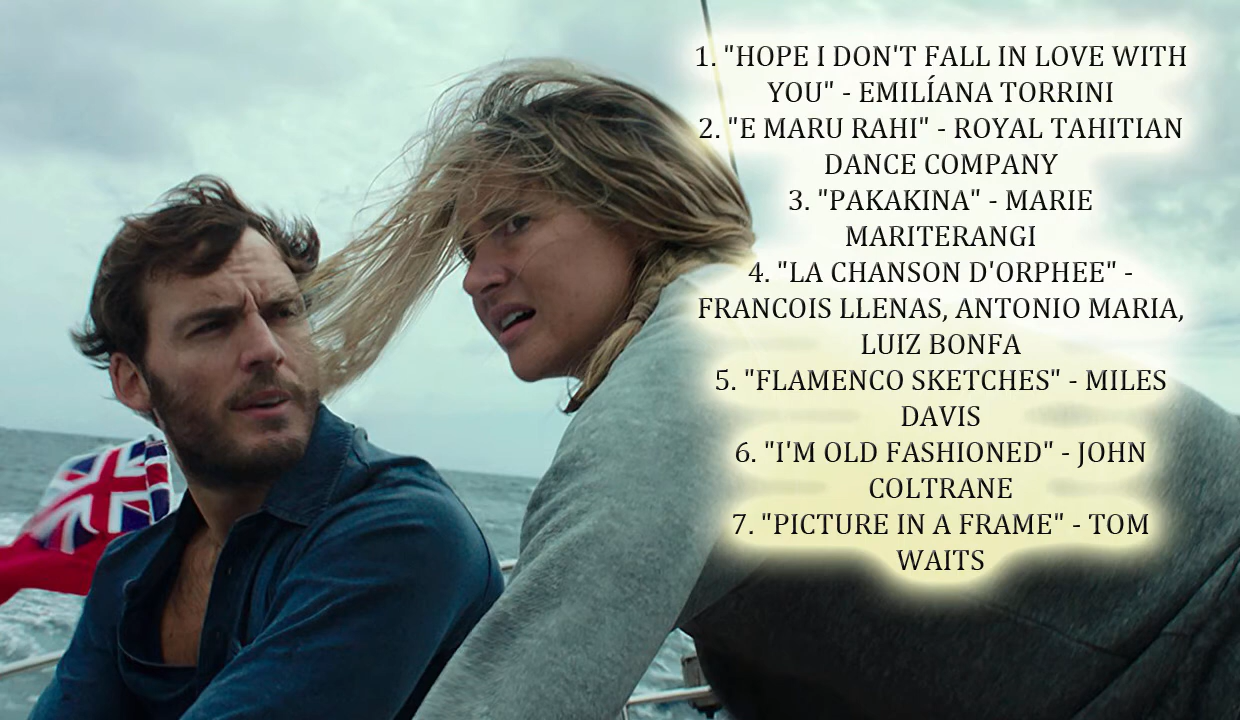 1. "HOPE I DON'T FALL IN LOVE WITH
YOU" - EMILÍANA TORRINI
2. "E MARU RAHI" - ROYAL TAHITIAN
DANCE COMPANY
3. "PAKAKINA" - MARIE
MARITERANGI
4. "LA CHANSON D'ORPHEE" -
FRANCOIS LLENAS, ANTONIO MARIA,
LUIZ BONFA
5. "FLAMENCO SKETCHES" - MILES
DAVIS
6. "I'M OLD FASHIONED" - JOHN
COLTRANE
7. "PICTURE IN A FRAME" - TOM
WAITS